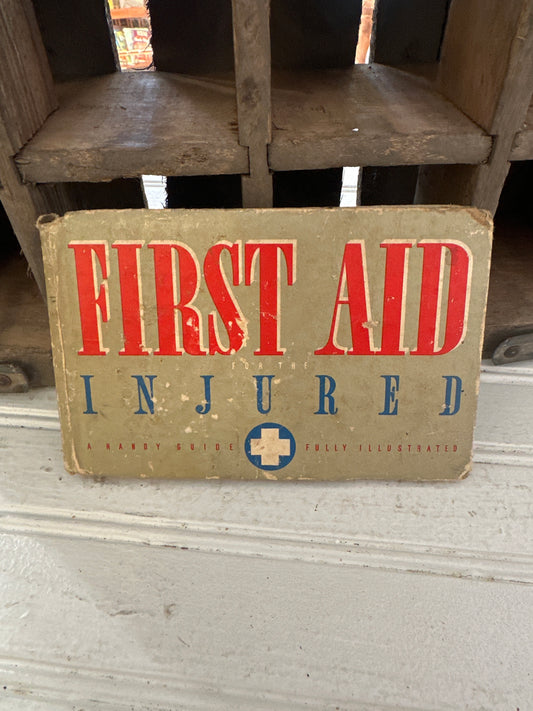 FIRST AID
FOR THE
INJURED
A HANDY GUIDE FULLY ILLUSTRATED